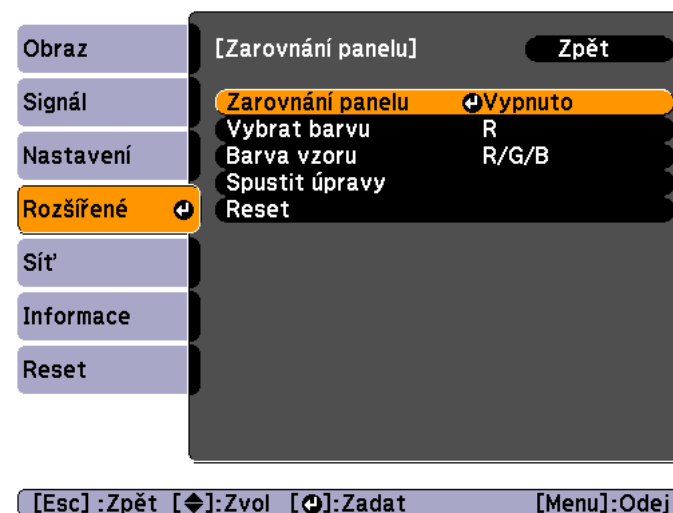 Obraz
Signál
Nastavení
Rozšířené
Síť
Informace
Reset
[Zarovnání panelu] Zpět
Zarovnání panelu Vypnuto
Vybrat barvu R
Barva vzoru R/G/B
Spustit úpravy
Reset
[Esc] :Zpět [ ]:Zvol [ ]:Zadat [Menu]:Odej